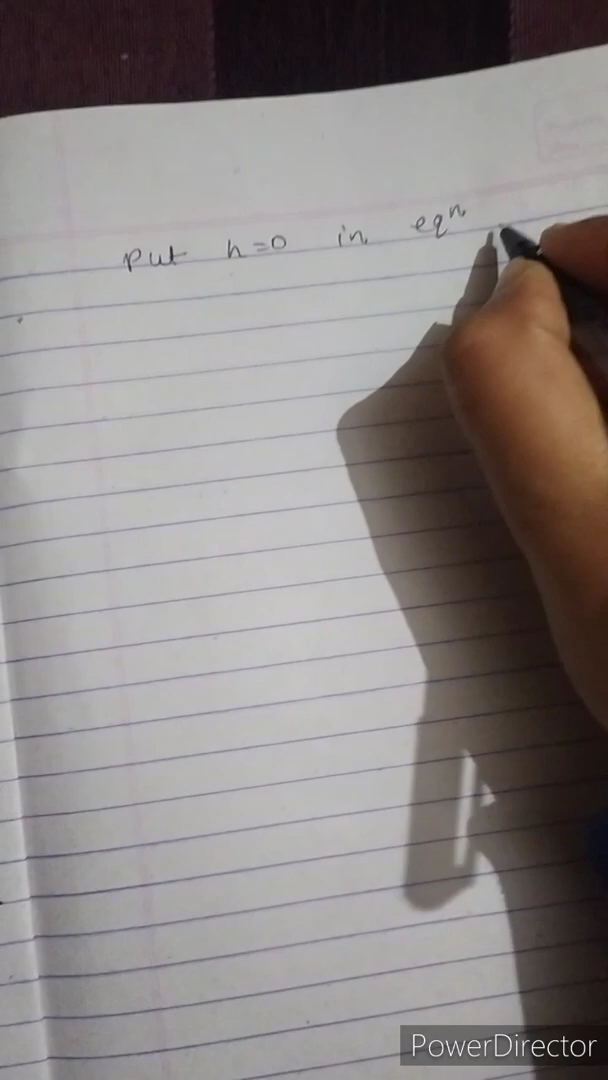 put h=0 in eqⁿ
PowerDirector